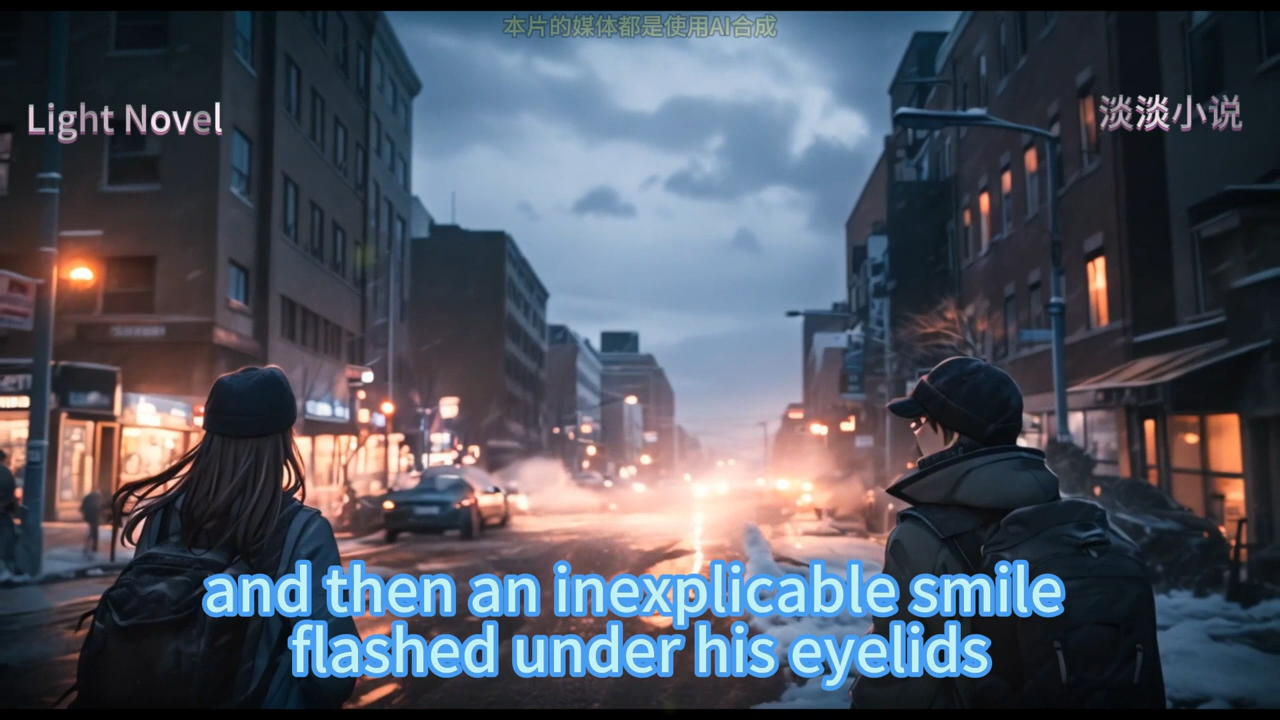 本片的媒体都是使用AI合成
Light Novel
淡淡小说
and then an inexplicable smile
flashed under his eyelids